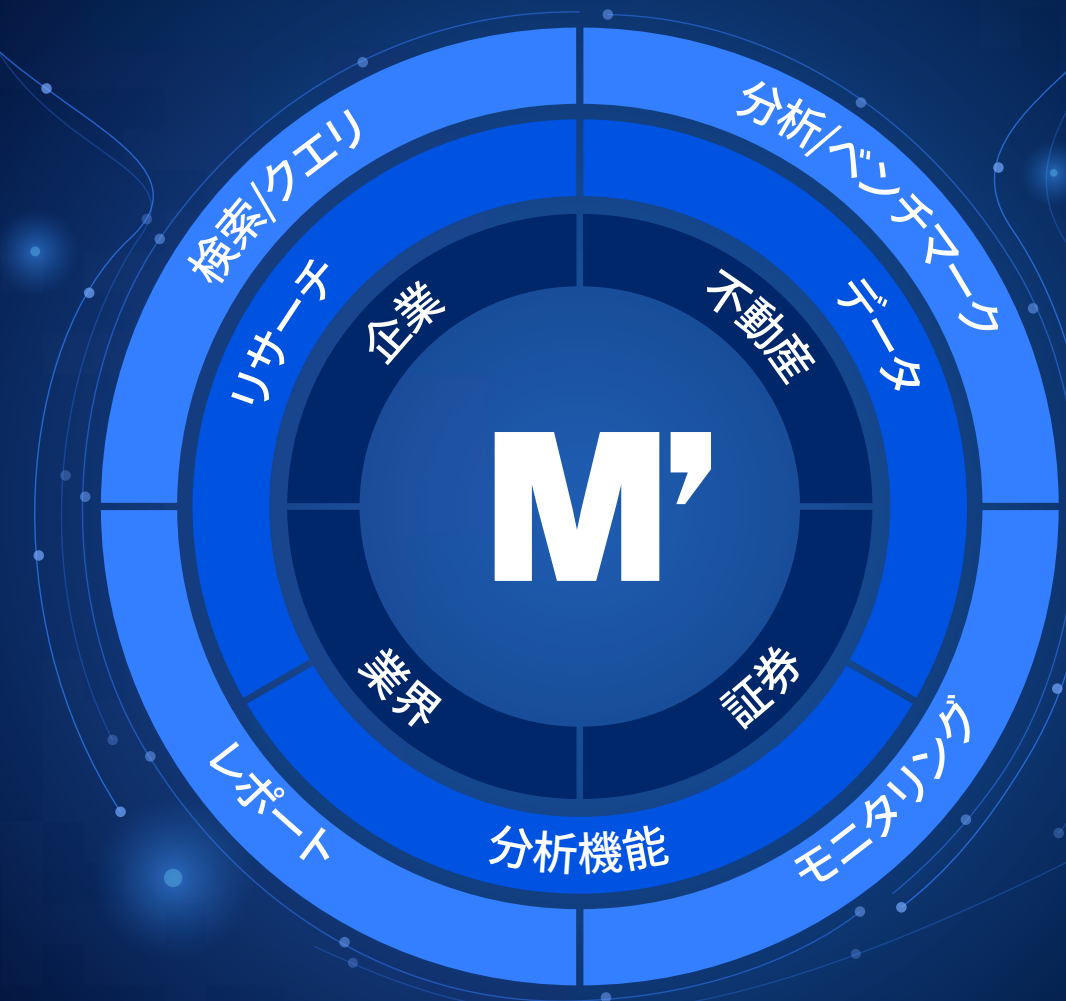 検索/クエリ
分析/ベンチマーク
リサーチ
データ
企業
不動産
M’
業界
証券
レポート
分析機能
モニタリング